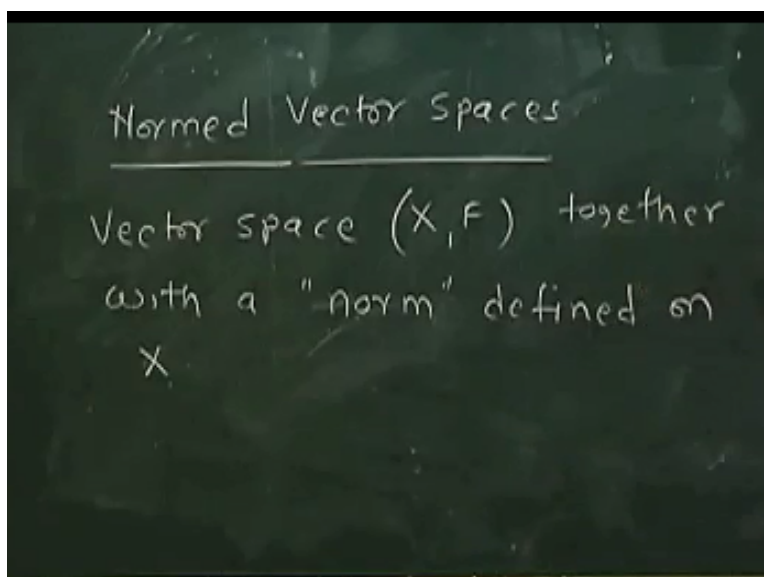 Normed Vector Spaces
Vector space (X, F) together
with a "norm" defined on
X